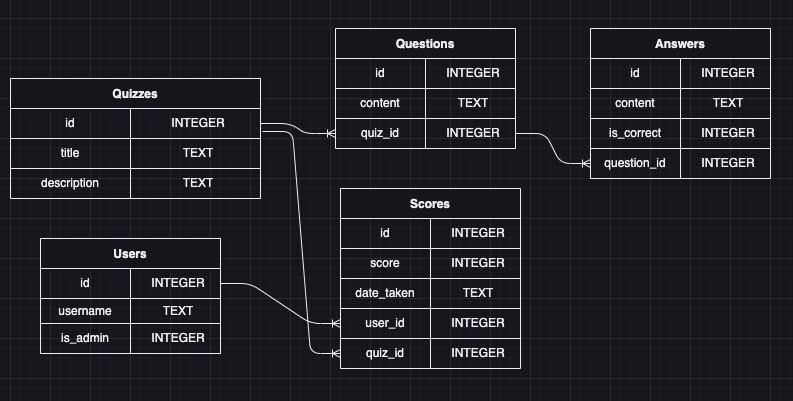 Quizzes
id INTEGER
title TEXT
description TEXT
Questions
id INTEGER
content TEXT
quiz_id INTEGER
Answers
id INTEGER
content TEXT
is_correct INTEGER
question_id INTEGER
Users
id INTEGER
username TEXT
is_admin INTEGER
Scores
id INTEGER
score INTEGER
date_taken TEXT
user_id INTEGER
quiz_id INTEGER